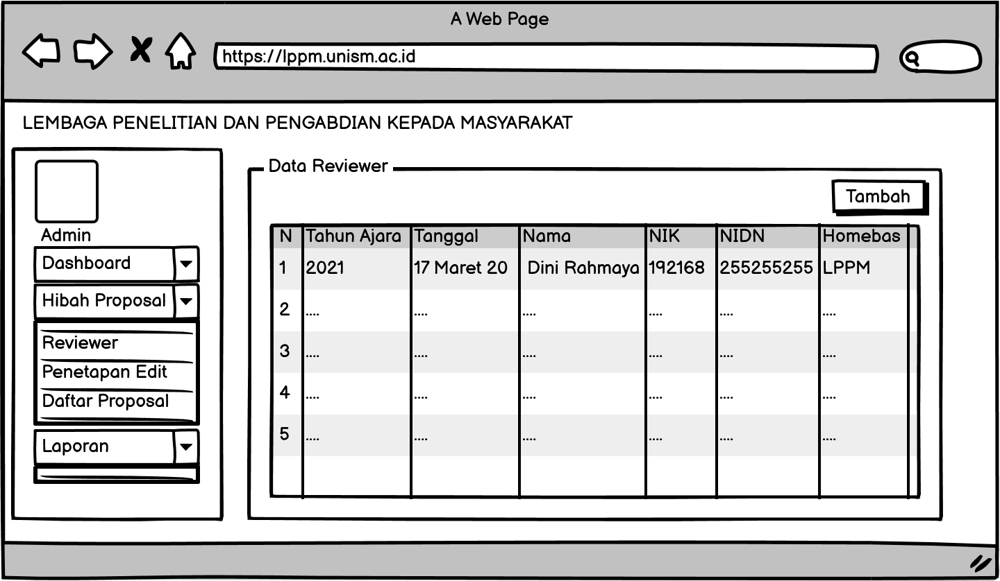 A Web Page
https://lppm.unism.ac.id
LEMBAGA PENELITIAN DAN PENGABDIAN KEPADA MASYARAKAT
Admin
Dashboard
Hibah Proposal
Reviewer
Penetapan Edit
Daftar Proposal
Laporan
Data Reviewer
Tambah
N Tahun Ajara Tanggal Nama NIK NIDN Homebas
1 2021 17 Maret 20 Dini Rahmaya 192168 255255255 LPPM
2 .... .... .... .... .... ....
3 .... .... .... .... .... ....
4 .... .... .... .... .... ....
5 .... .... .... .... .... ....